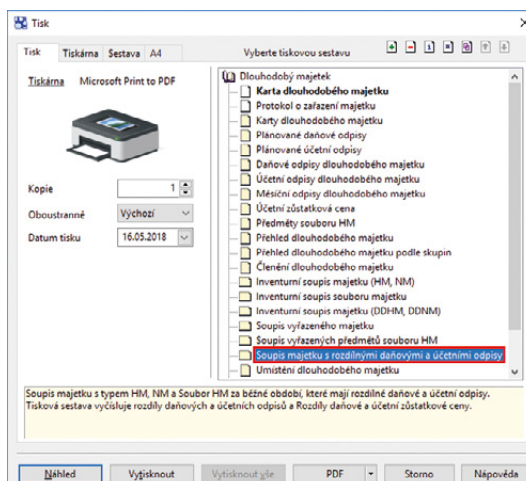 Tisk
Tisk Tiskárna Sestava A4 Vyberte tiskovou sestavu
Tiskárna Microsoft Print to PDF
Kopie 1
Oboustranně Výchozí
Datum tisku 16.05.2018
Dlouhodobý majetek
Karta dlouhodobého majetku
Protokol o zařazení majetku
Karty dlouhodobého majetku
Plánované daňové odpisy
Plánované účetní odpisy
Daňové odpisy dlouhodobého majetku
Účetní odpisy dlouhodobého majetku
Měsíční odpisy dlouhodobého majetku
Účetní zůstatková cena
Předměty souboru HM
Přehled dlouhodobého majetku
Přehled dlouhodobého majetku podle skupin
Členění dlouhodobého majetku
Inventurní soupis majetku (HM, NM)
Inventurní soupis souboru majetku
Inventurní soupis majetku (DDHM, DDNM)
Soupis vyřazeného majetku
Soupis vyřazených předmětů souboru HM
Soupis majetku s rozdílnými daňovými a účetními odpisy
Umístění dlouhodobého majetku
Soupis majetku s typem HM, NM a Soubor HM za běžné období, které mají rozdílné daňové a účetní odpisy.
Tisková sestava vyčísluje rozdíly daňových a účetních odpisů a Rozdíly daňové a účetní zůstatkové ceny.
Náhled Vytisknout Vytisknout vše PDF Storno Nápověda